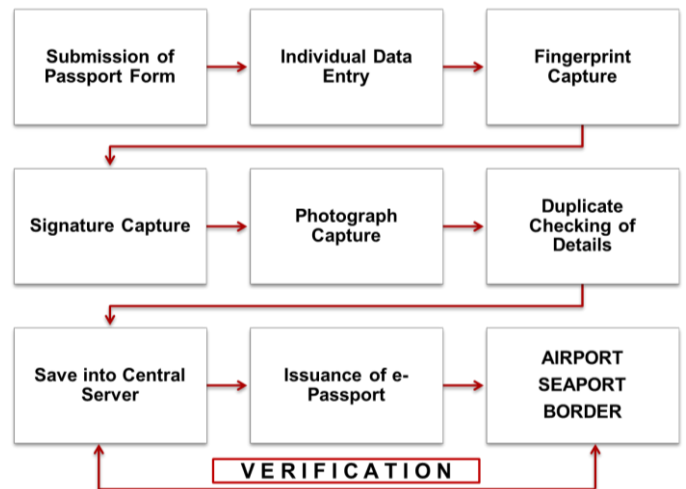 Submission of
Passport Form
Individual Data
Entry
Fingerprint
Capture
Signature Capture
Photograph
Capture
Duplicate
Checking of
Details
Save into Central
Server
Issuance of e-
Passport
AIRPORT
SEAPORT
BORDER
VERIFICATION